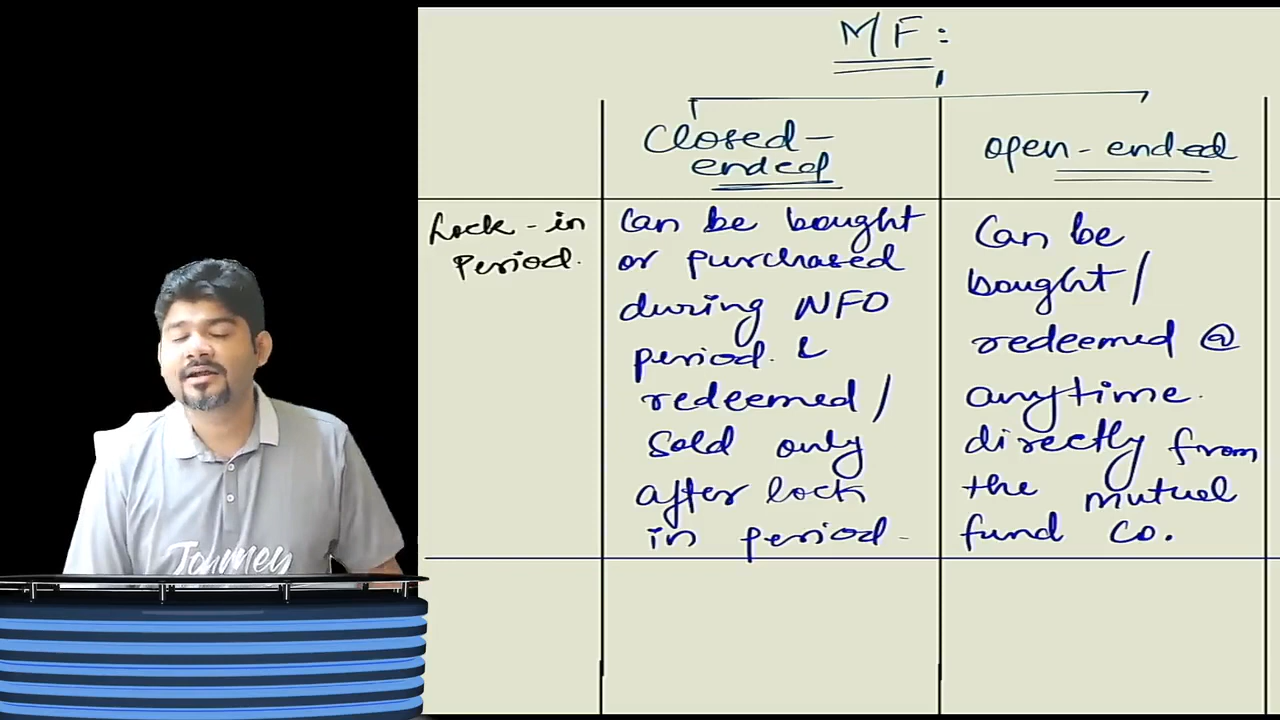 MF:
Closed-
ended
open-ended
Lock-in
Period.
Can be bought
or purchased
during NFO
period. &
redeemed/
Sold only
after lock
in period.
Can be
bought/
redeemed @
anytime.
directly from
the mutual
fund Co.
Journey